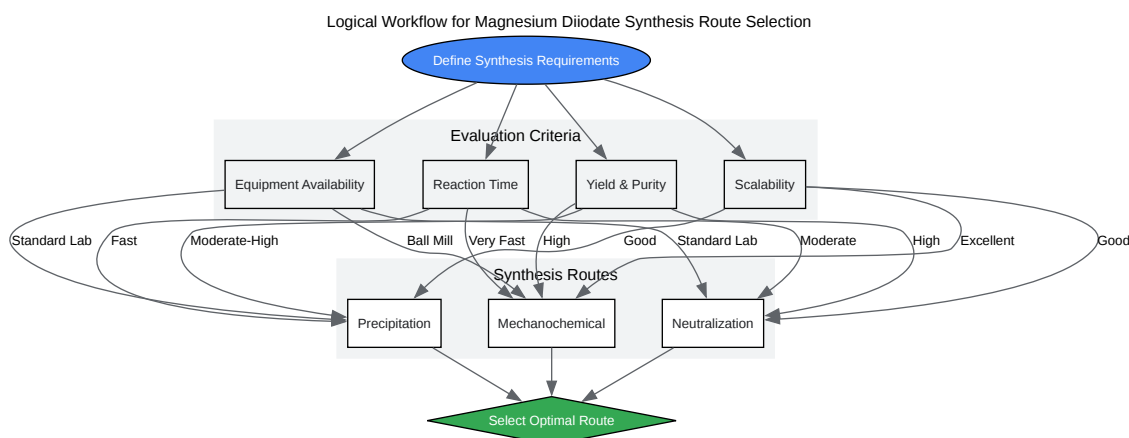 Logical Workflow for Magnesium Diiodate Synthesis Route Selection
Define Synthesis Requirements
Evaluation Criteria
Equipment Availability
Reaction Time
Yield & Purity
Scalability
Standard Lab
Fast
Moderate-High
Ball Mill
Very Fast
High
Good
Standard Lab
Moderate
High
Excellent
Good
Synthesis Routes
Precipitation
Mechanochemical
Neutralization
Select Optimal Route